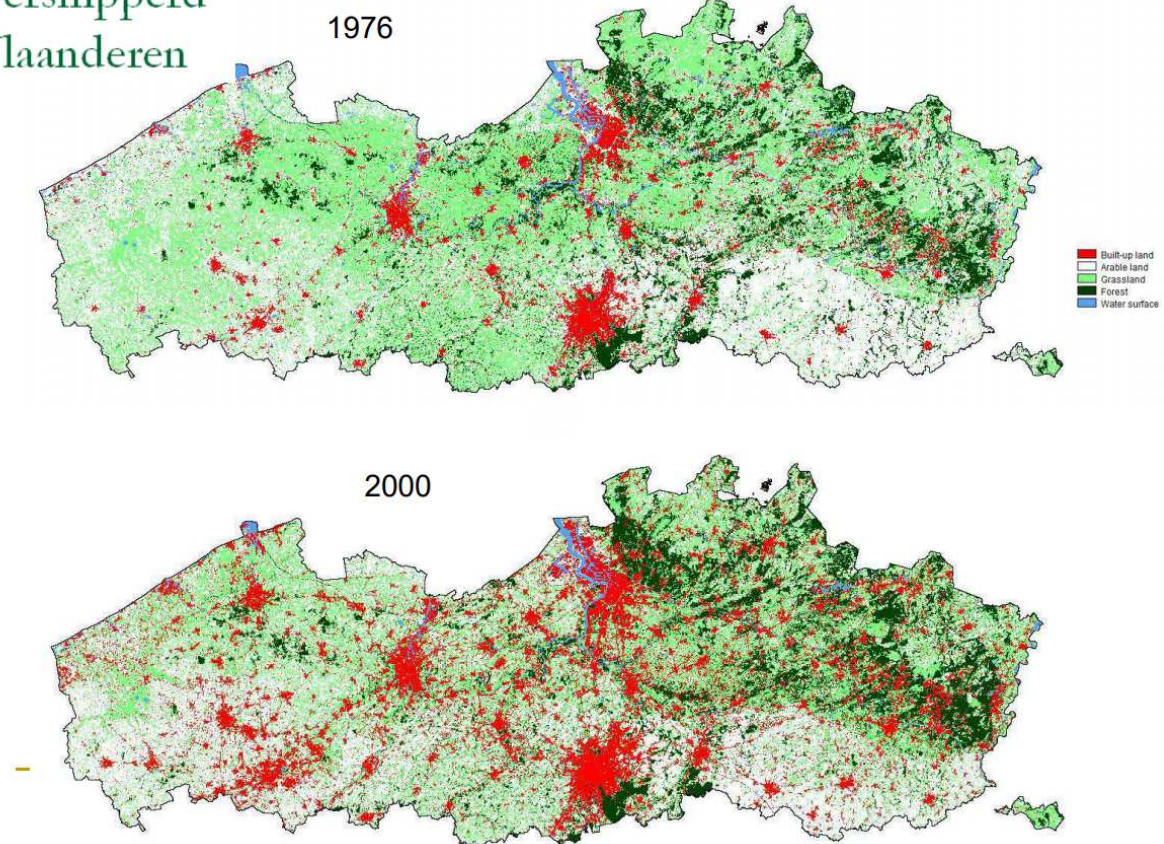 laanderen
1976
Built-up land
Arable land
Grassland
Forest
Water surface
2000